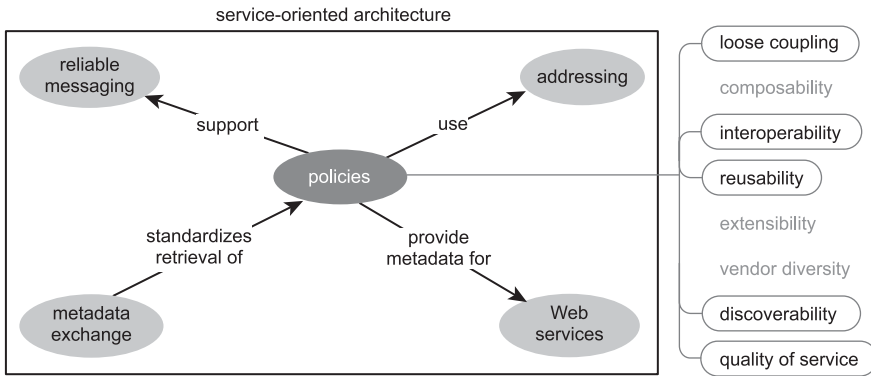 service-oriented architecture
reliable
messaging
addressing
support
use
policies
standardizes
retrieval of
provide
metadata for
metadata
exchange
Web
services
loose coupling
composability
interoperability
reusability
extensibility
vendor diversity
discoverability
quality of service